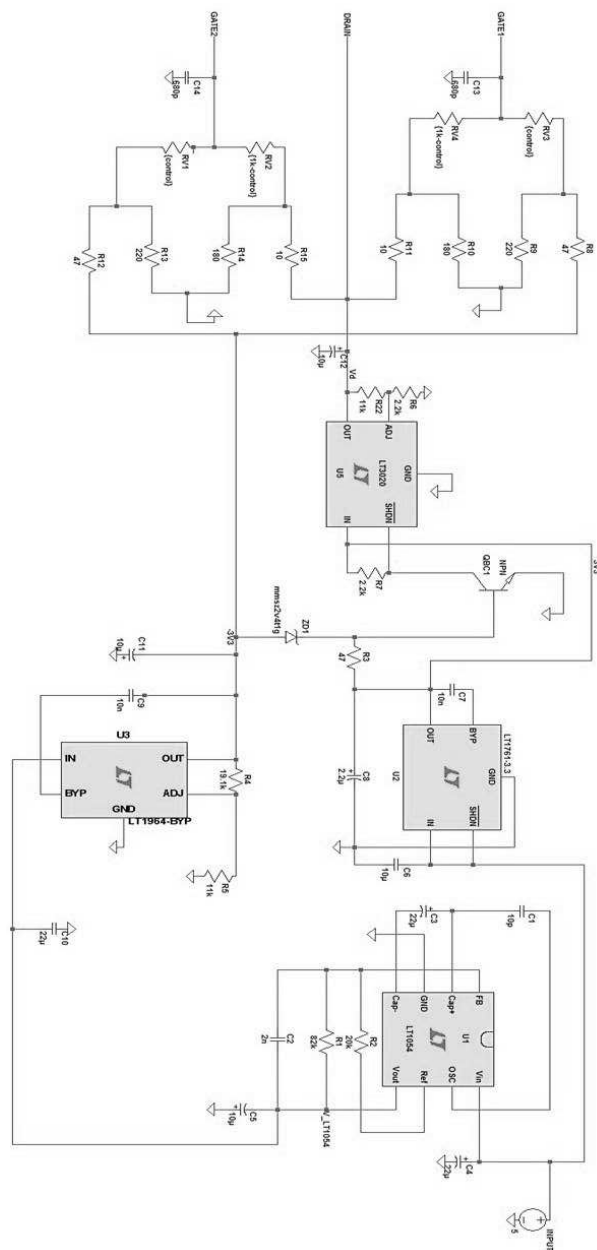 GATE2
DRAIN
GATE1
C14
680p
C13
680p
RV1
{control}
RV2
{1k-control}
RV4
{1k-control}
RV3
{control}
R12
47
R13
220
R14
180
R15
10
R11
10
R10
180
R9
220
R8
47
C12
10µ
Vd
R22
11k
R6
2.2k
OUT
ADJ
GND
LT3020
U5
LT
IN
SHDN
R7
2.2k
QBC1
NPN
3V3
ZD1
mmsz2v4t1g
-3V3
R3
47
C11
10µ
C9
10n
C7
10n
C8
2.2µ
LT1761-3.3
OUT
BYP
GND
U2
LT
IN
SHDN
C6
10µ
U3
IN
OUT
LT
BYP
ADJ
GND
LT1964-BYP
R4
19.1k
R5
11k
C10
22µ
C3
22µ
C1
10p
Cap-
GND
Cap+
FB
LT1054
LT
U1
Vout
Ref
OSC
Vin
C2
2n
R1
82k
R2
20k
V_LT1054
C5
10µ
C4
22µ
INPUT
5